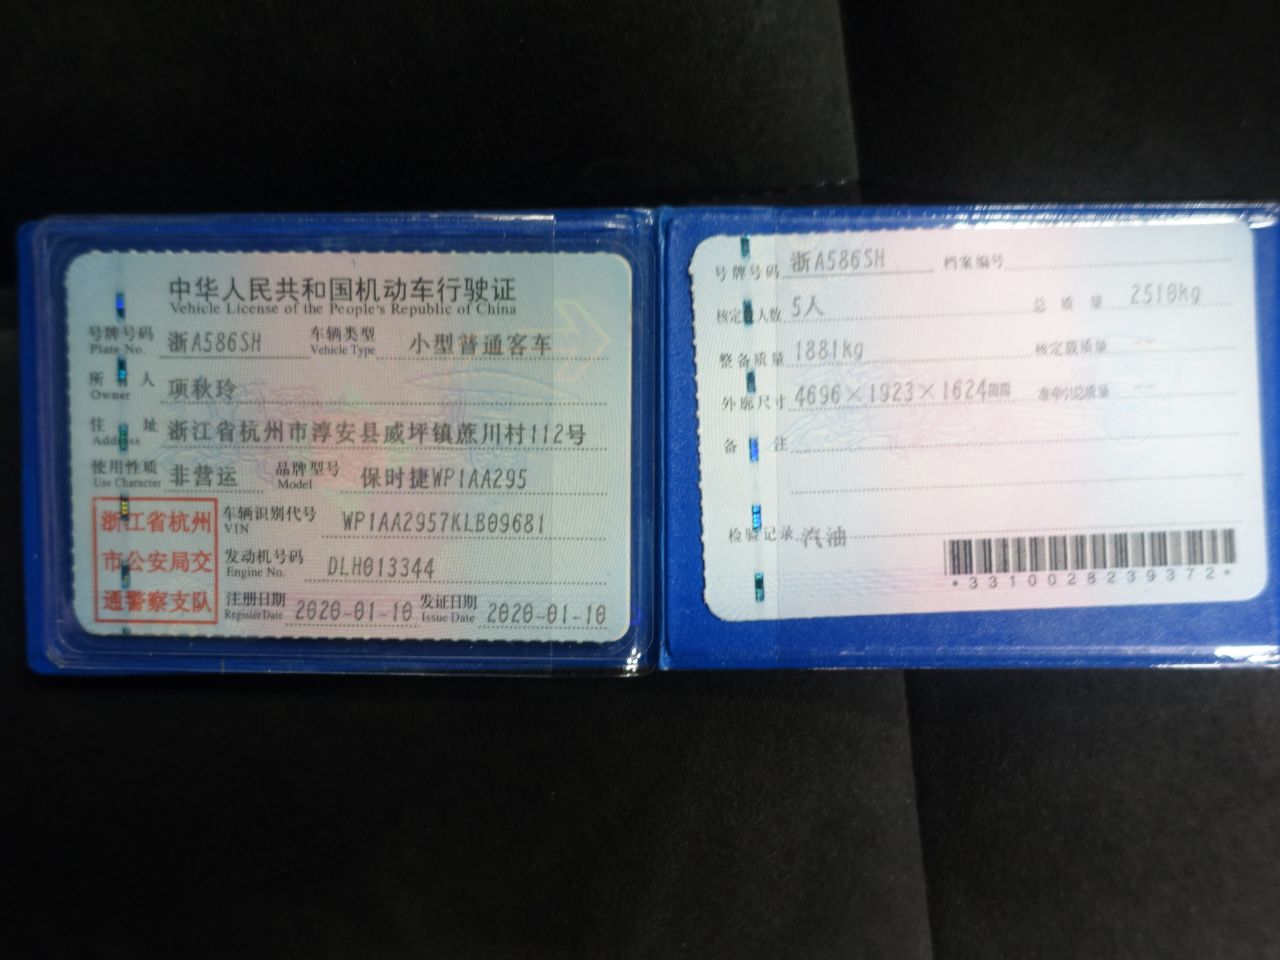 中华人民共和国机动车行驶证
Vehicle License of the People's Republic of China
号牌号码 浙A586SH 车辆类型 小型普通客车
Plate No. Vehicle Type
所有人 项秋玲
Owner
住址 浙江省杭州市淳安县威坪镇蔗川村112号
Address
使用性质 非营运 品牌型号 保时捷WP1AA295
Use Character Model
浙江省杭州
市公安局交
通警察支队
车辆识别代号 WP1AA2957KLB09681
VIN
发动机号码 DLH013344
Engine No.
注册日期 2020-01-10 发证日期 2020-01-10
Register Date Issue Date
号牌号码 浙A586SH 档案编号
核定载人数 5人 总质量 2510kg
整备质量 1881kg 核定载质量 --
外廓尺寸 4696×1923×1624mm 准牵引总质量 --
备注
检验记录 汽油
*3310028239372*